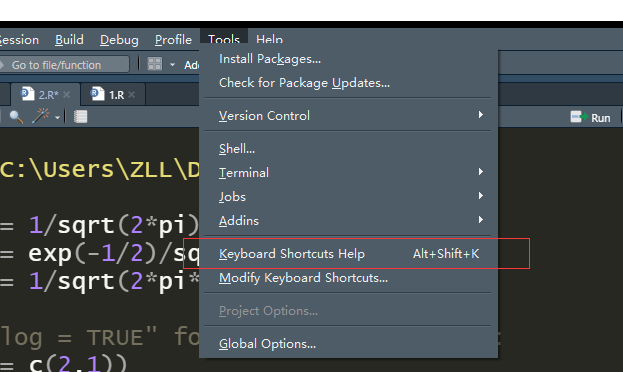 Session Build Debug Profile Tools Help
Go to file/function
2.R* × 1.R ×
Run
Install Packages...
Check for Package Updates...
Version Control
Shell...
Terminal
Jobs
Addins
Keyboard Shortcuts Help Alt+Shift+K
Modify Keyboard Shortcuts...
Project Options...
Global Options...
C:\Users\ZLL\D
= 1/sqrt(2*pi)
= exp(-1/2)/sq
= 1/sqrt(2*pi*
log = TRUE" fo
= c(2,1))